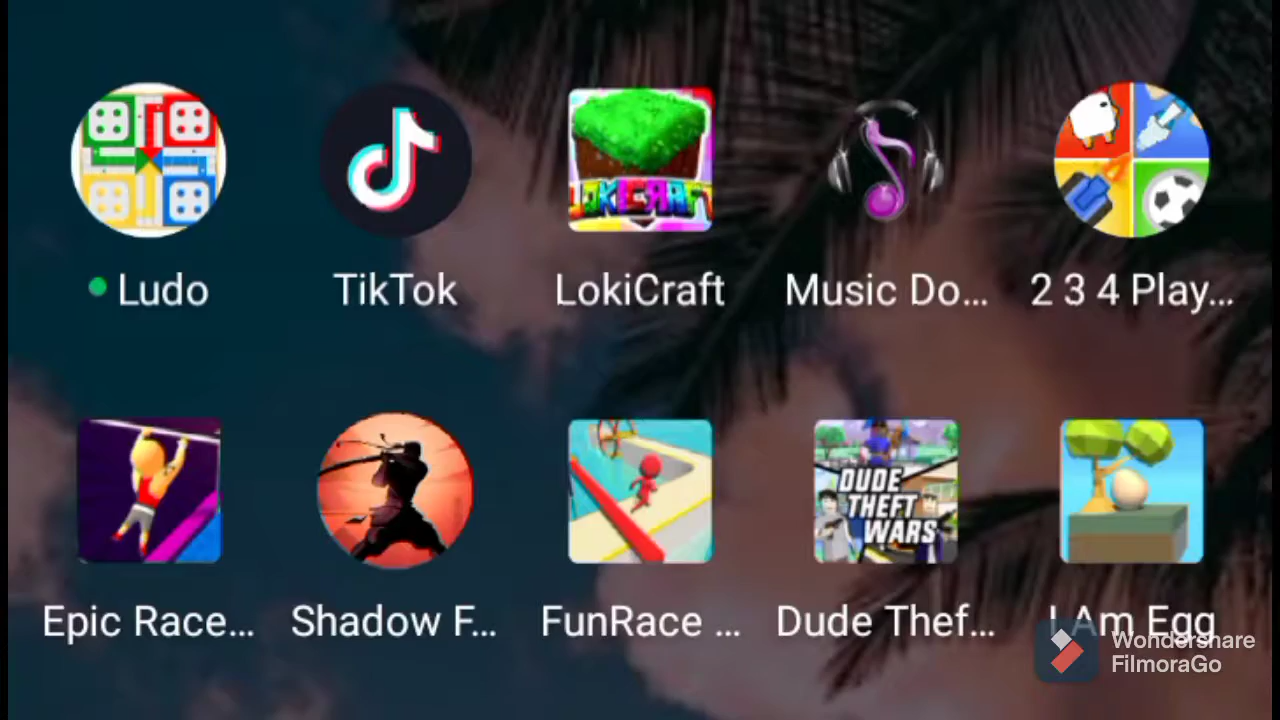 LOKICRAFT
Ludo
TikTok
LokiCraft
Music Do...
2 3 4 Play...
DUDE
THEFT
WARS
Epic Race...
Shadow F...
FunRace ...
Dude Thef...
I Am Egg
Wondershare
FilmoraGo